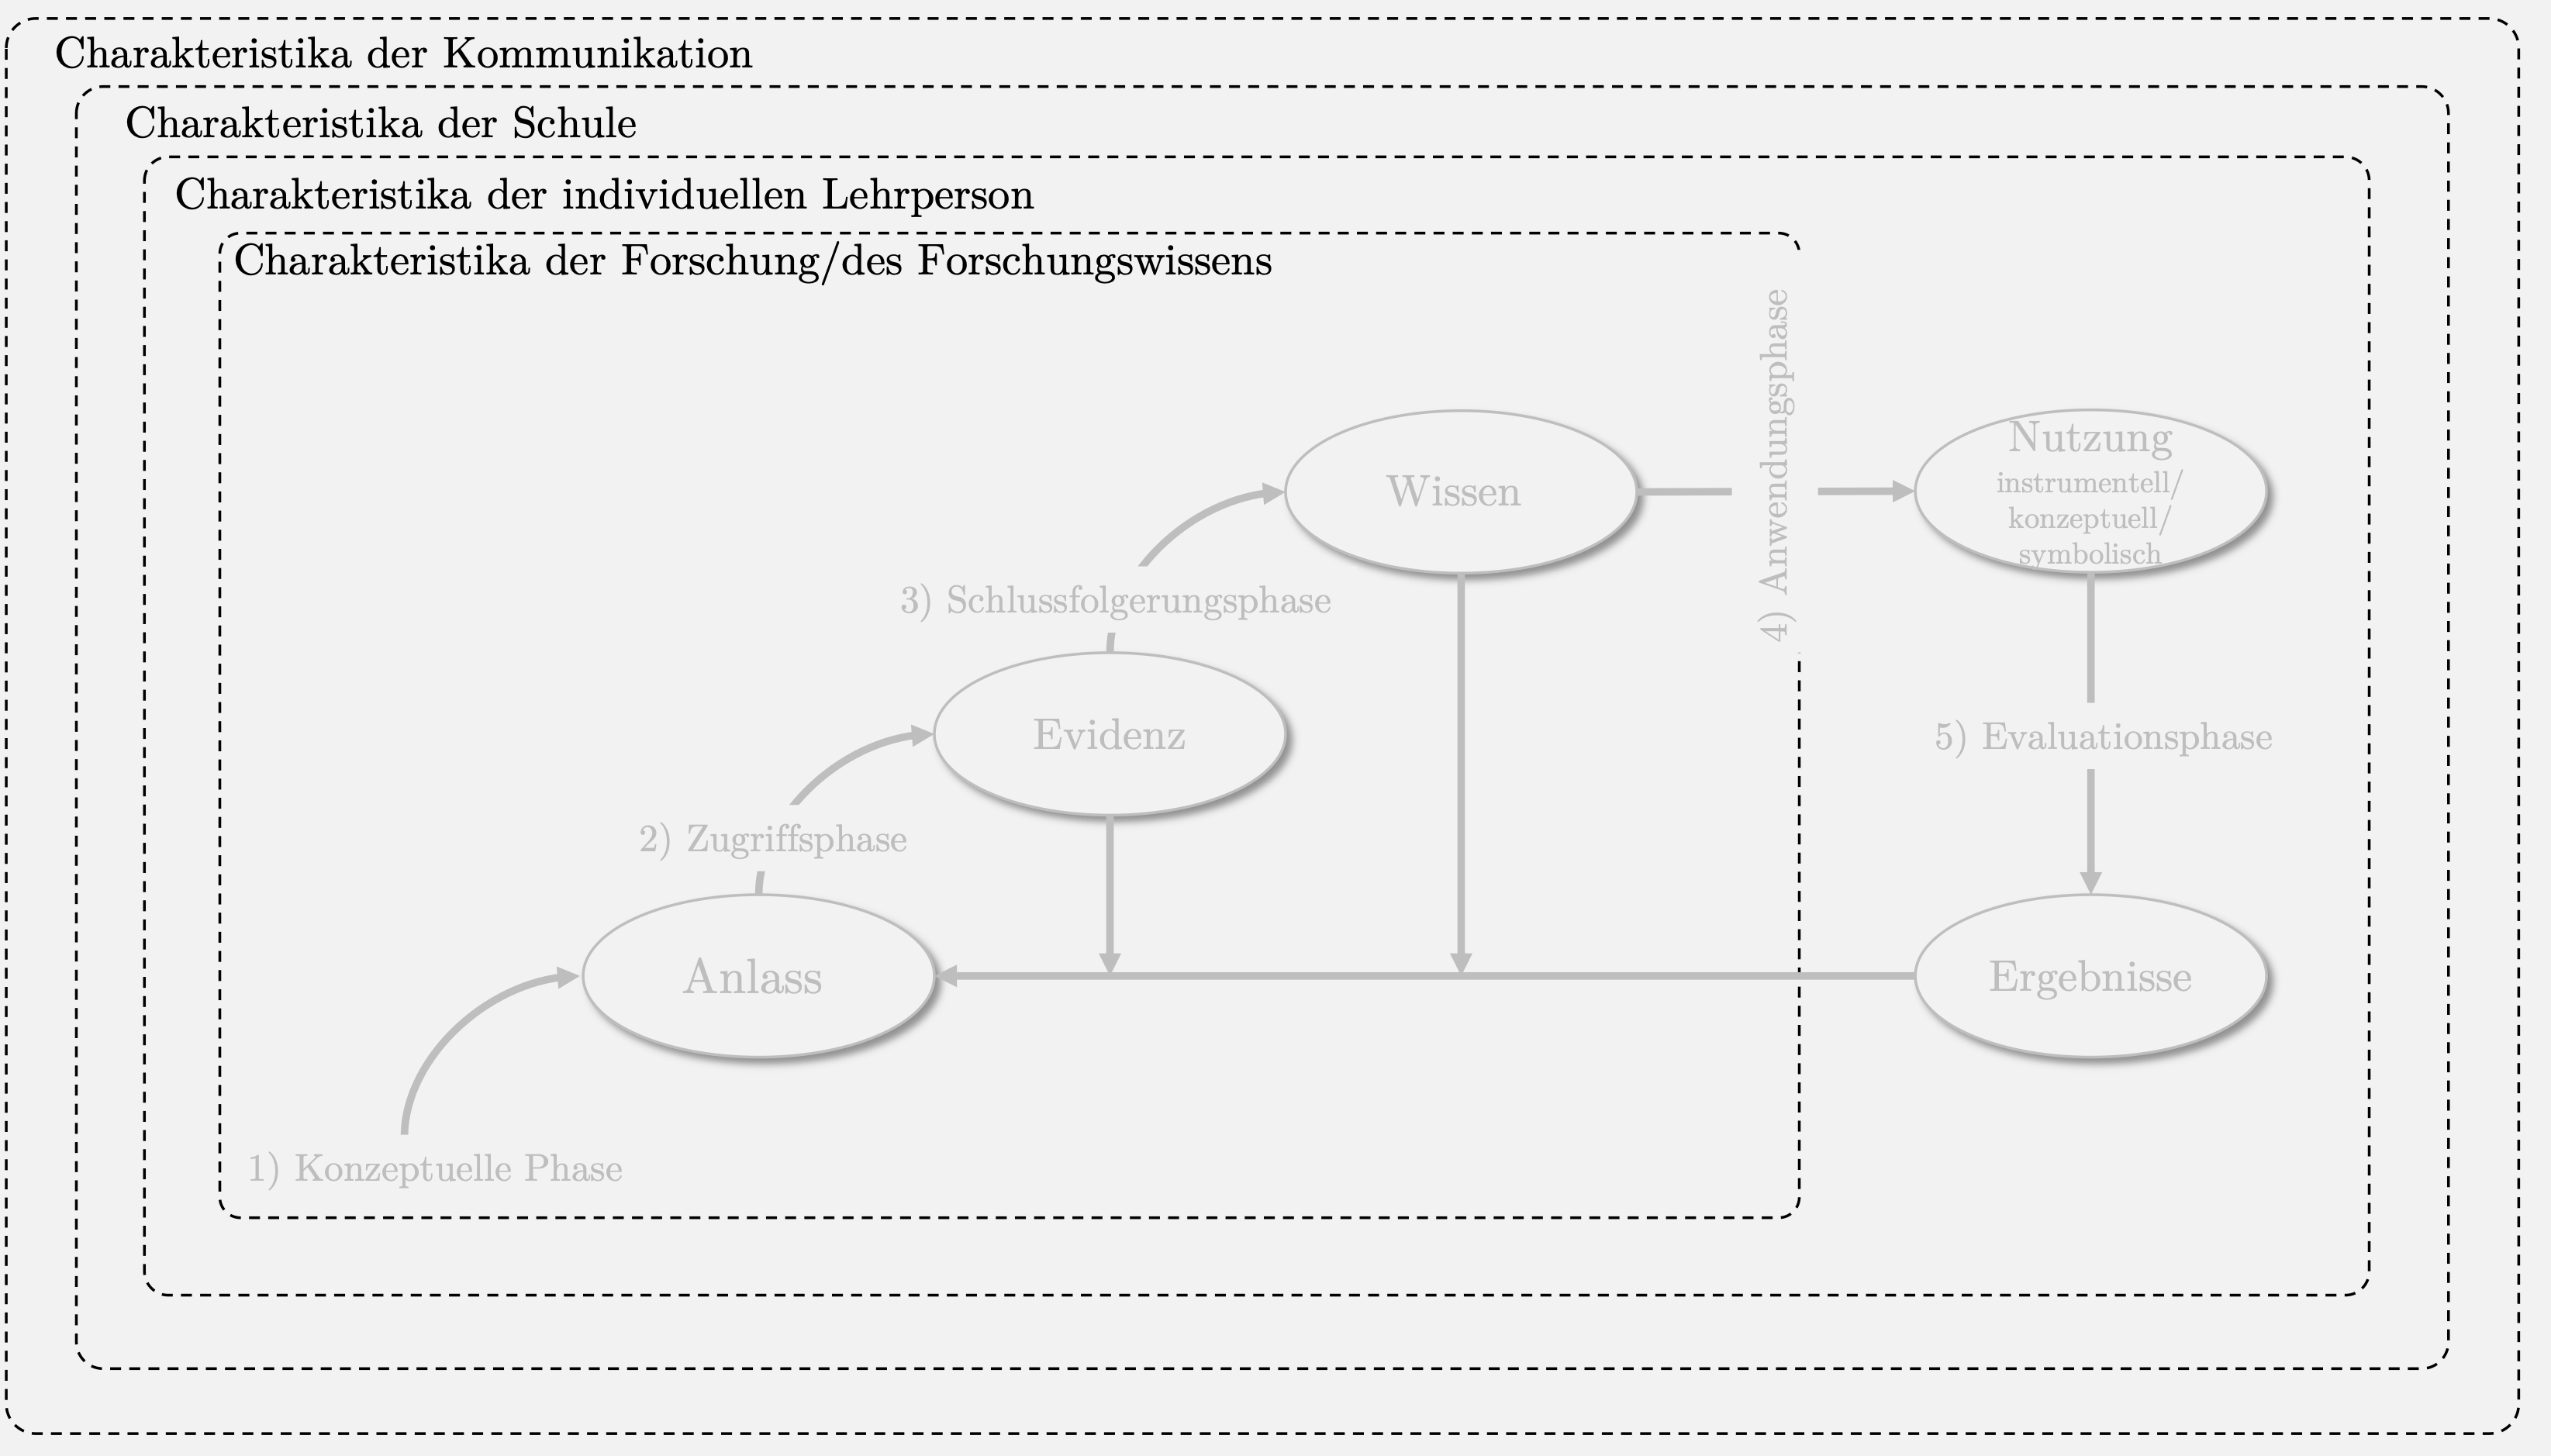 Charakteristika der Kommunikation
Charakteristika der Schule
Charakteristika der individuellen Lehrperson
Charakteristika der Forschung/des Forschungswissens
4) Anwendungsphase
Wissen
Nutzung
instrumentell/
konzeptuell/
symbolisch
3) Schlussfolgerungsphase
Evidenz
5) Evaluationsphase
2) Zugriffsphase
Anlass
Ergebnisse
1) Konzeptuelle Phase